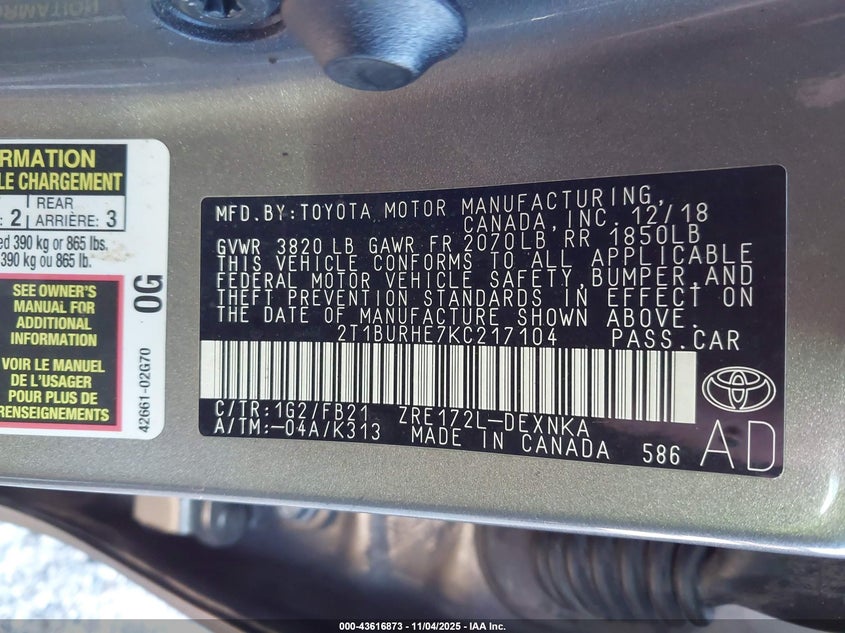 RMATION
LE CHARGEMENT
REAR
2
ARRIÈRE: 3
ed 390 kg or 865 lbs.
390 kg ou 865 lb.
SEE OWNER'S
MANUAL FOR
ADDITIONAL
INFORMATION
VOIR LE MANUEL
DE L'USAGER
POUR PLUS DE
RENSEIGNEMENTS
0G
42661-02G70
MFD.BY:TOYOTA MOTOR MANUFACTURING,
CANADA,INC. 12/18
GVWR 3820 LB GAWR FR 2070LB RR 1850LB
THIS VEHICLE CONFORMS TO ALL APPLICABLE
FEDERAL MOTOR VEHICLE SAFETY,BUMPER,AND
THEFT PREVENTION STANDARDS IN EFFECT ON
THE DATE OF MANUFACTURE SHOWN ABOVE.
2T1BURHE7KC217104 PASS.CAR
C/TR:1G2/FB21 ZRE172L-DEXNKA
A/TM:-04A/K313 MADE IN CANADA 586
AD
000-43616873 - 11/04/2025 - IAA Inc.